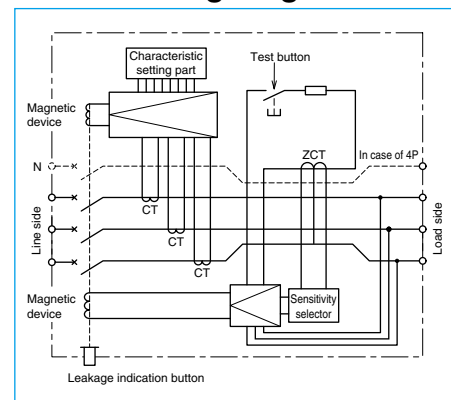 Characteristic
setting part
Test button
Magnetic
device
N
ZCT
In case of 4P
CT
CT
CT
Line side
Load side
Magnetic
device
Sensitivity
selector
Leakage indication button